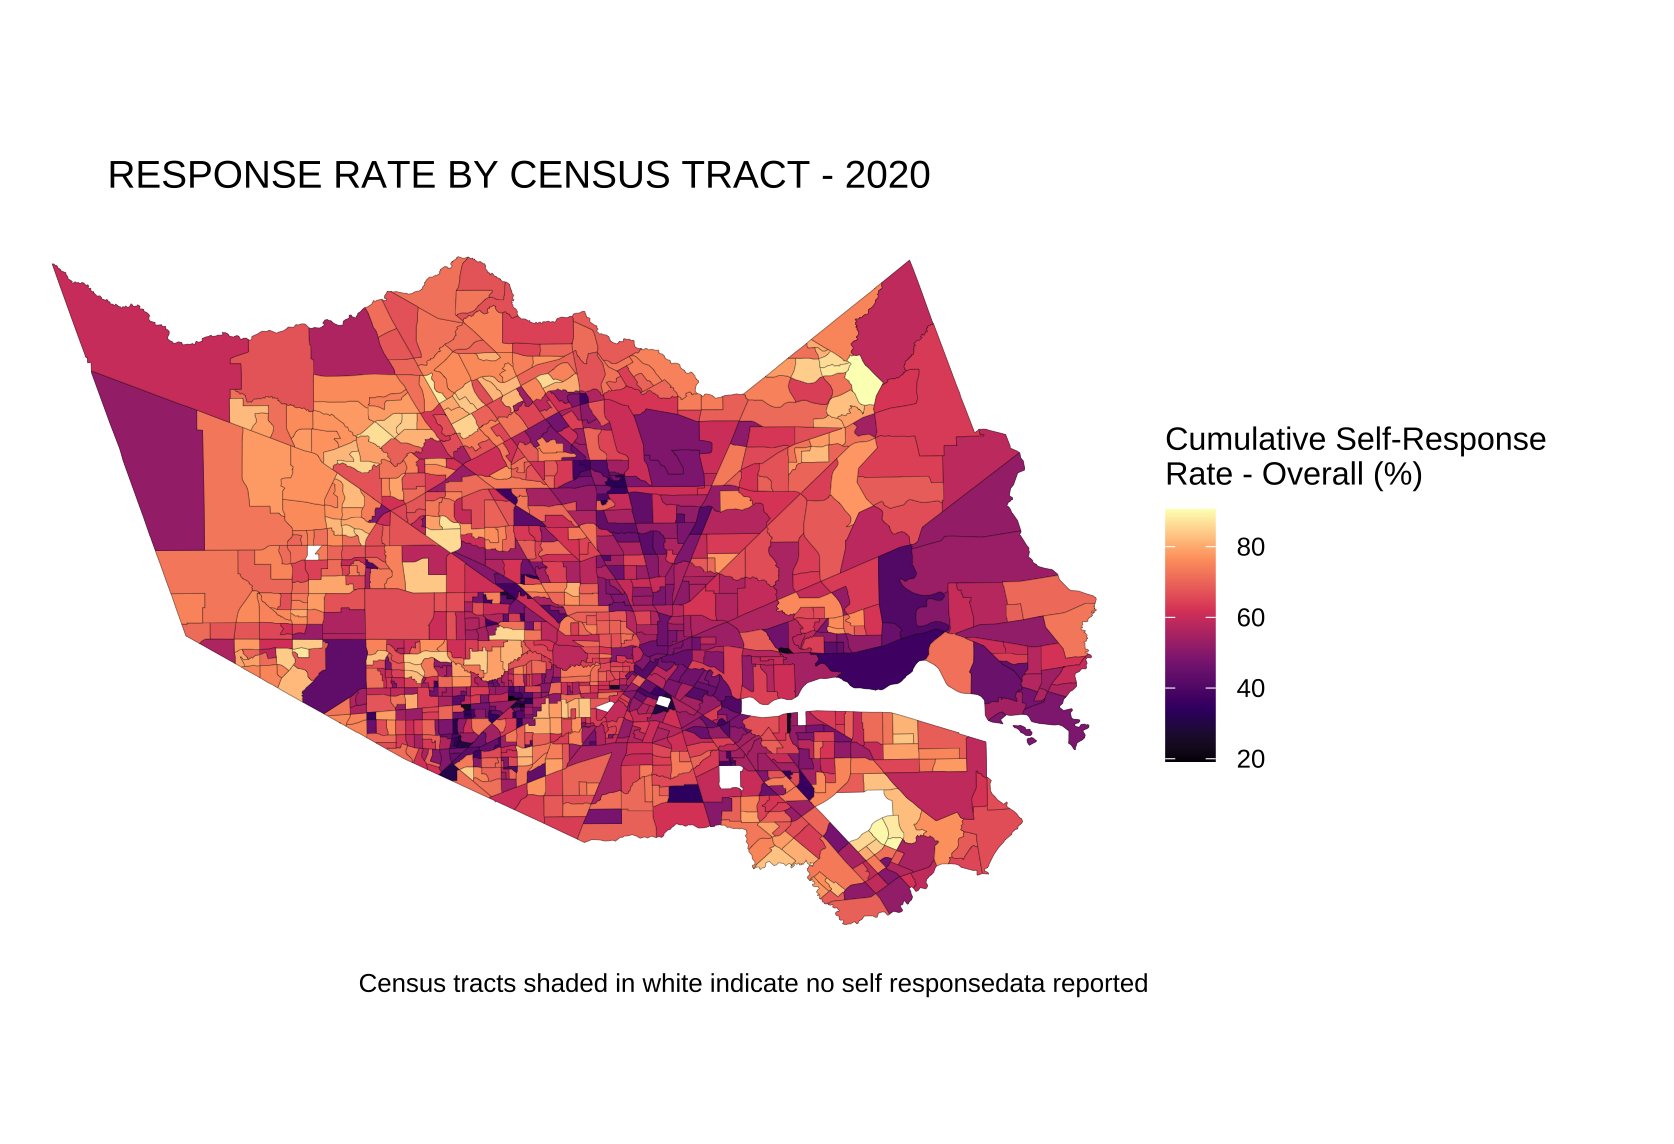 RESPONSE RATE BY CENSUS TRACT - 2020
Cumulative Self-Response
Rate - Overall (%)
80
60
40
20
Census tracts shaded in white indicate no self responsedata reported